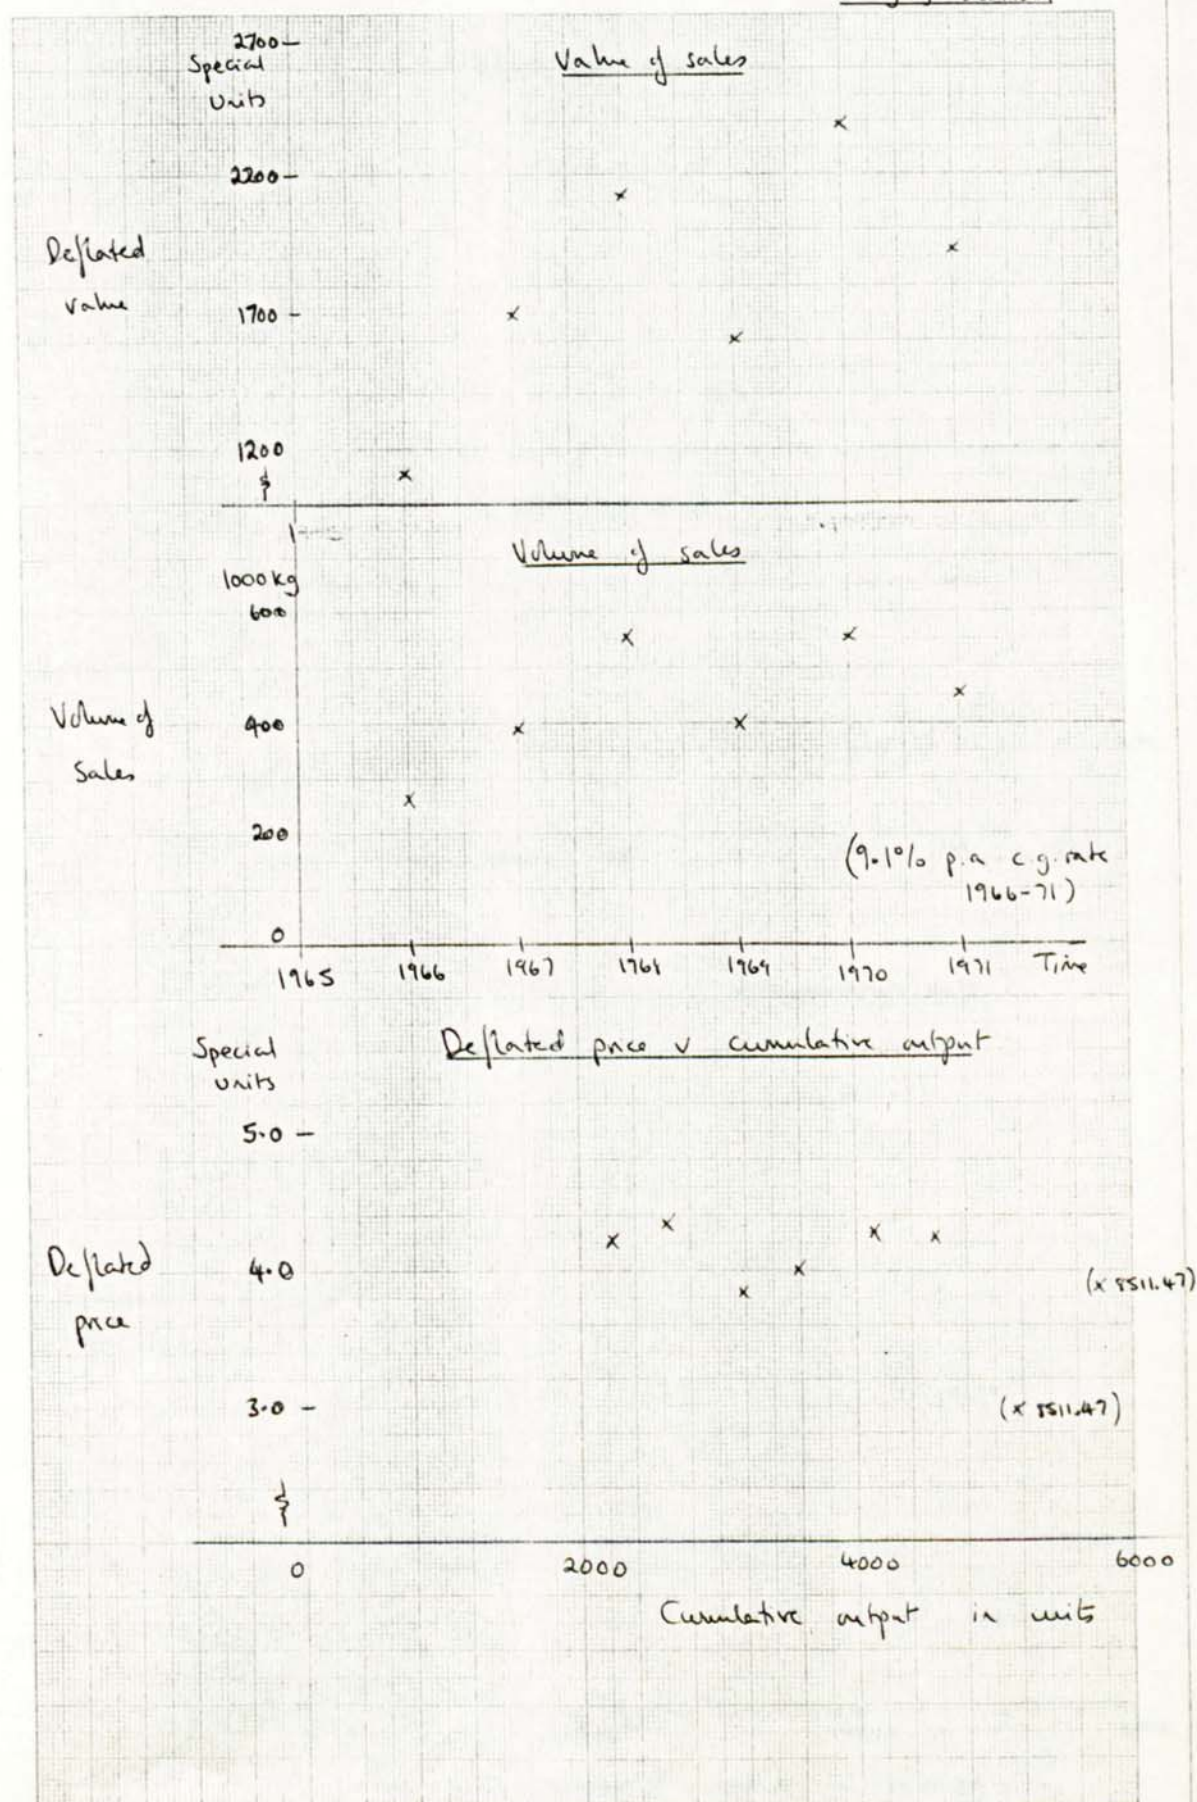 2700
Special
Units
Value of sales
2200
Deflated
value
1700
1200
Volume of sales
1000 kg
600
Volume of
Sales
400
200
(9.1% p.a c.g. rate
1966-71)
0
1965 1966 1967 1968 1969 1970 1971 Time
Special
units
Deflated price v cumulative output
5.0
Deflated
price
4.0
(x 8511.47)
3.0
(x 8511.47)
0 2000 4000 6000
Cumulative output in units